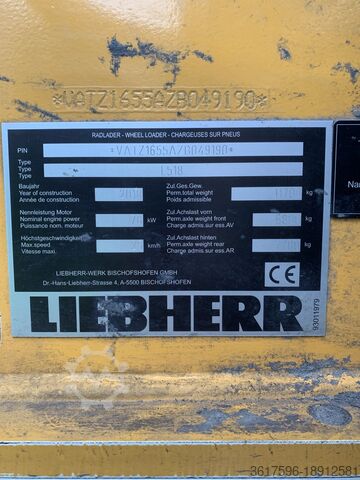 *VATZ1655AZB049190*
RADLADER - WHEEL LOADER - CHARGEUSES SUR PNEUS
PIN *VATZ1655AZB049190*
Type
Type L518
Type
Baujahr
Year of construction
Année de construction
Zul.Ges.Gew.
Perm.total weight kg
Poids admissible
Nennleistung Motor
Nominal engine power kW
Puissance nom. moteur
Zul.Achslast vorn
Perm.axle weight front kg
Charge admis.sur ess.AV
Höchstgeschwindigkeit
Max.speed km/h
Vitesse maxi.
Zul.Achslast hinten
Perm.axle weight rear kg
Charge admis.sur ess.AR
LIEBHERR-WERK BISCHOFSHOFEN GMBH
Dr.-Hans-Liebherr-Strasse 4, A-5500 BISCHOFSHOFEN
CE
LIEBHERR
93011979
Na
3617596-18912581